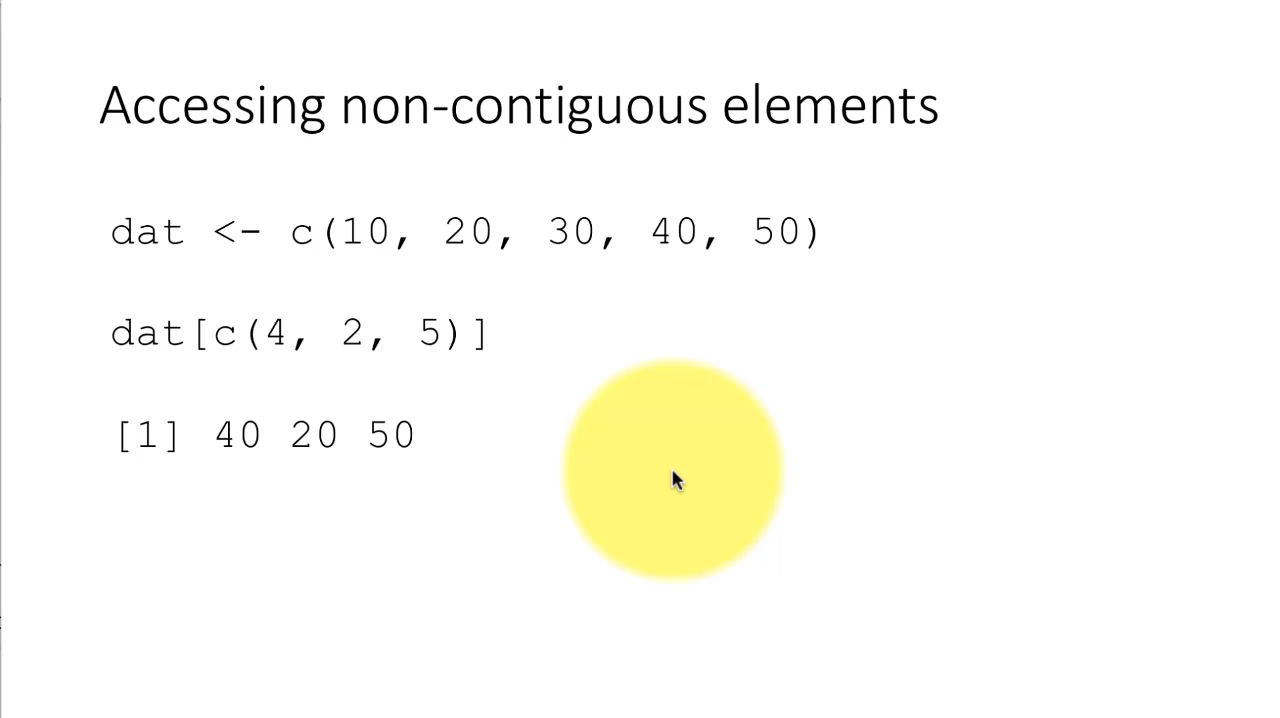 Accessing non-contiguous elements
dat <- c(10, 20, 30, 40, 50)
dat[c(4, 2, 5)]
[1] 40 20 50